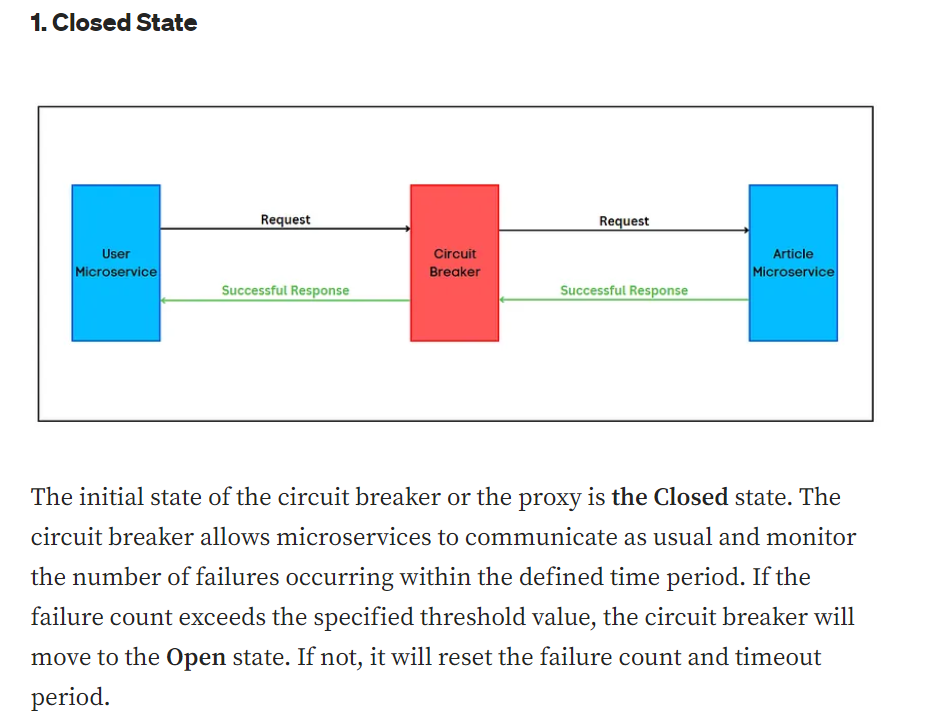 1. Closed State
Request
Request
User
Microservice
Circuit
Breaker
Article
Microservice
Successful Response
Successful Response
The initial state of the circuit breaker or the proxy is the Closed state. The
circuit breaker allows microservices to communicate as usual and monitor
the number of failures occurring within the defined time period. If the
failure count exceeds the specified threshold value, the circuit breaker will
move to the Open state. If not, it will reset the failure count and timeout
period.